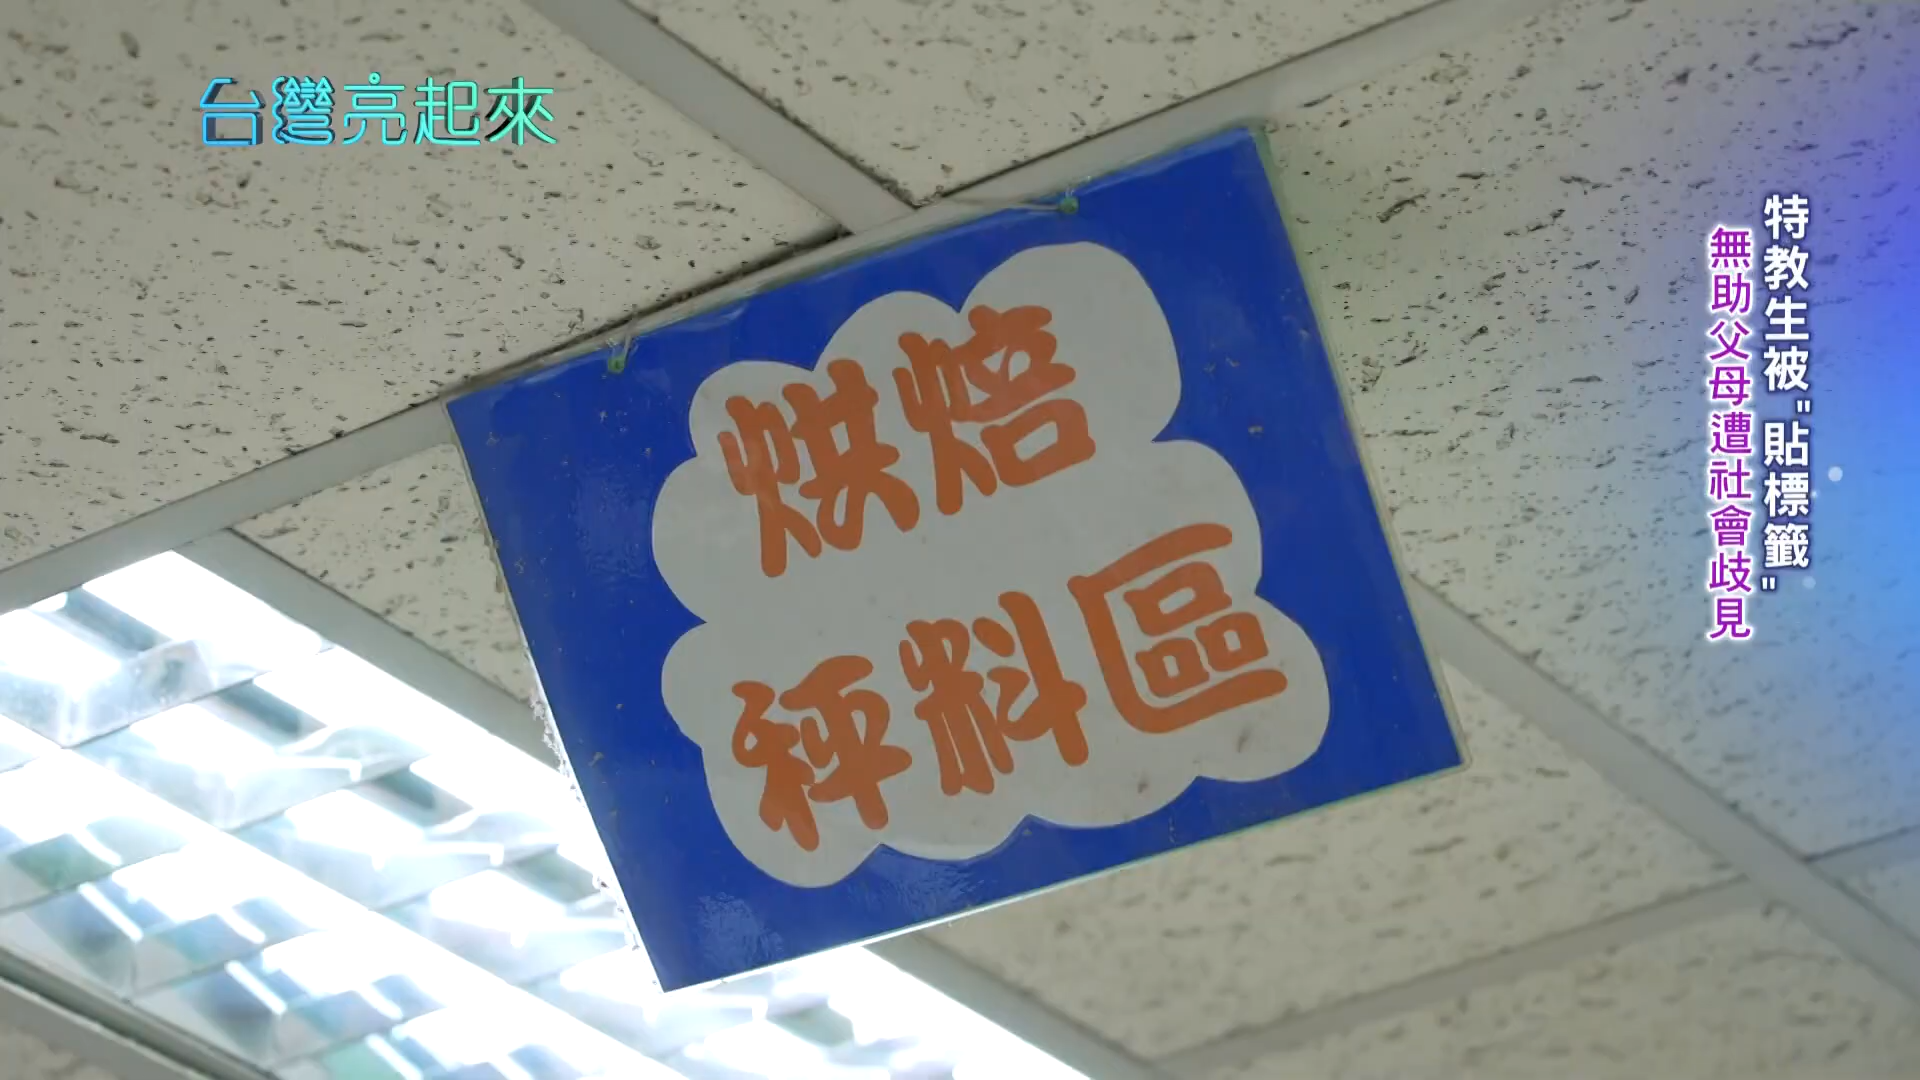 台灣亮起來
特教生被"貼標籤"
無助父母遭社會歧見
烘焙
秤料區